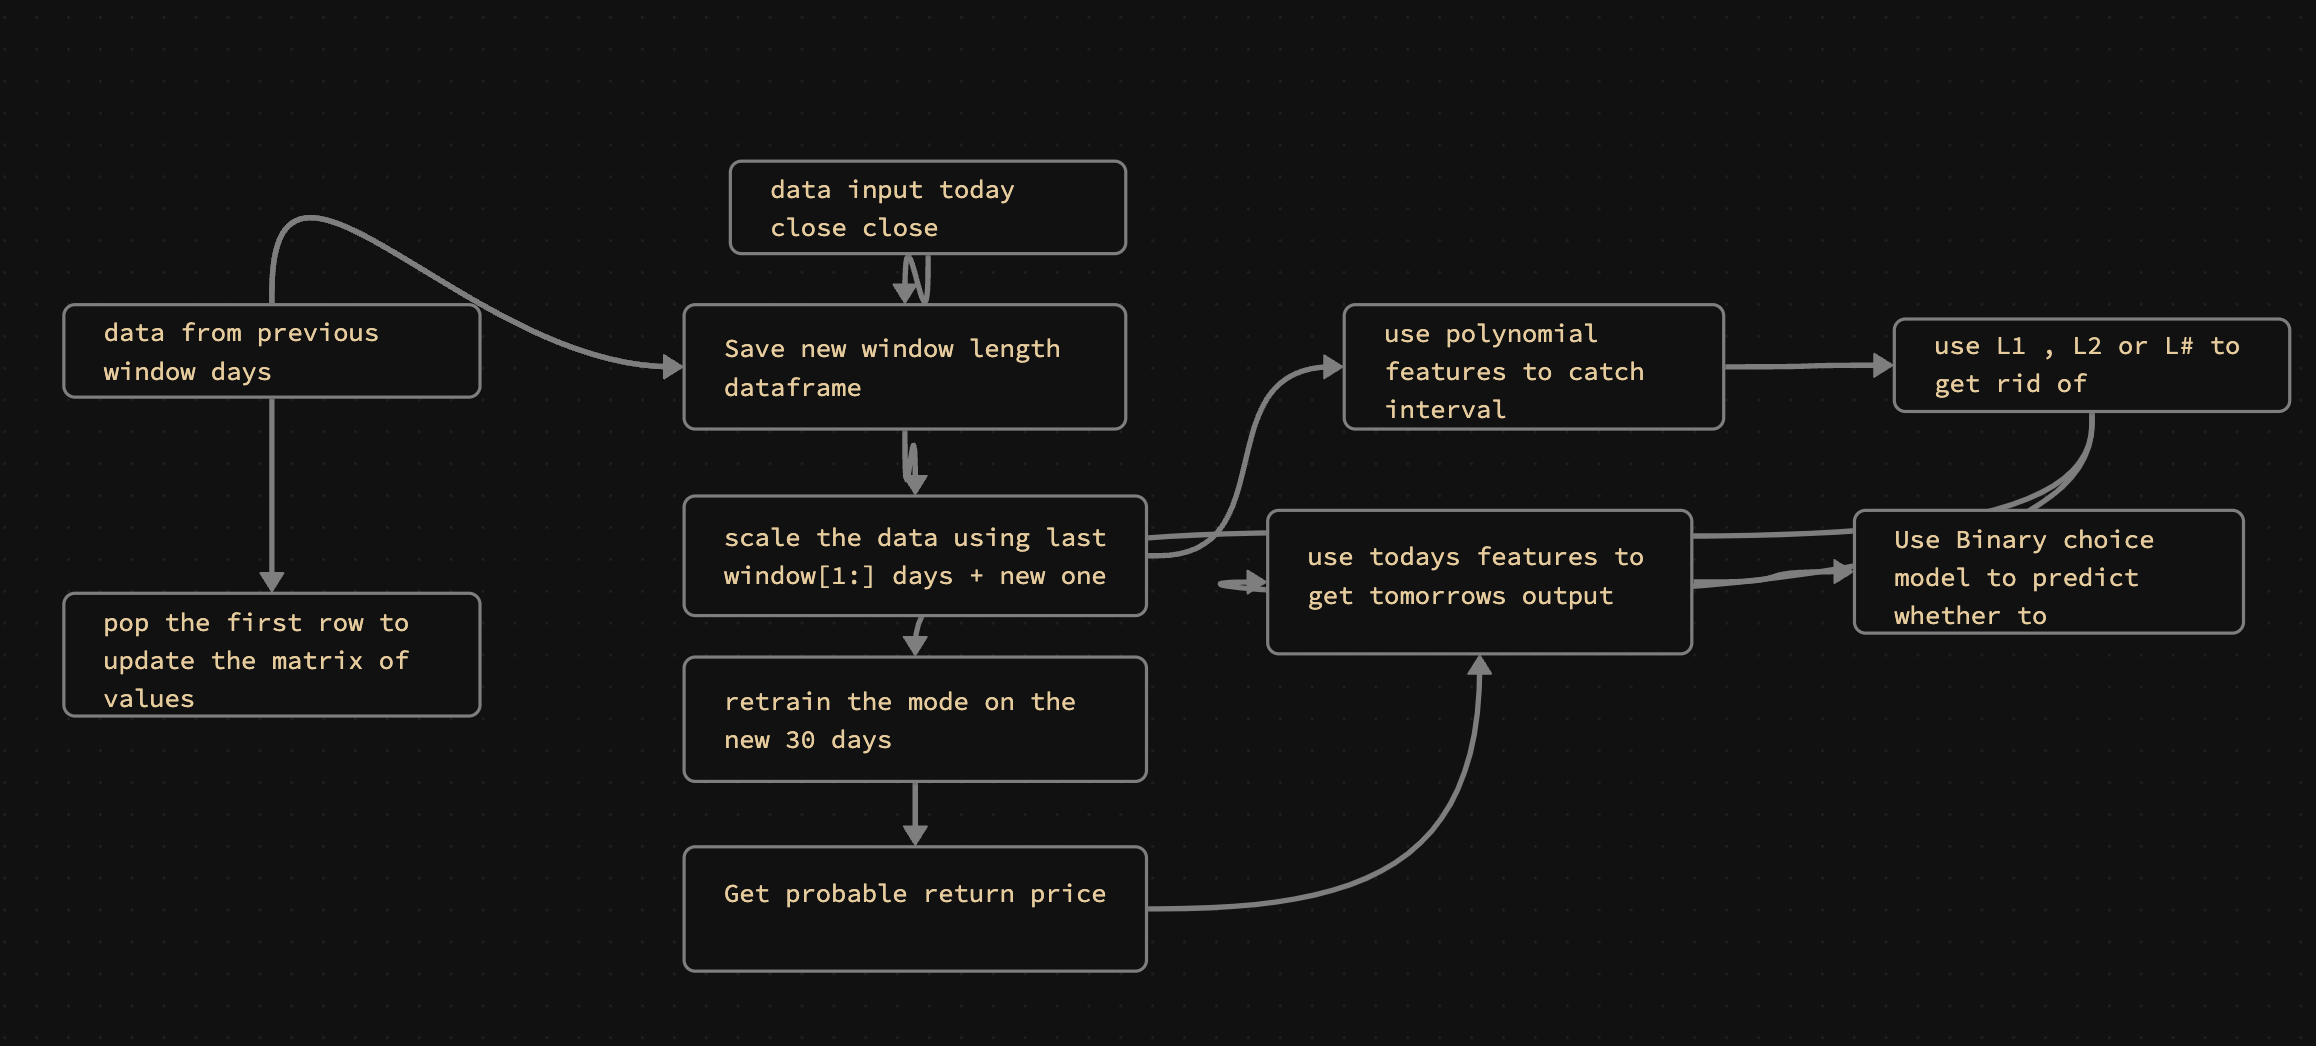 data input today
close close
data from previous
window days
Save new window length
dataframe
use polynomial
features to catch
interval
use L1 , L2 or L# to
get rid of
scale the data using last
window[1:] days + new one
use todays features to
get tomorrows output
Use Binary choice
model to predict
whether to
pop the first row to
update the matrix of
values
retrain the mode on the
new 30 days
Get probable return price